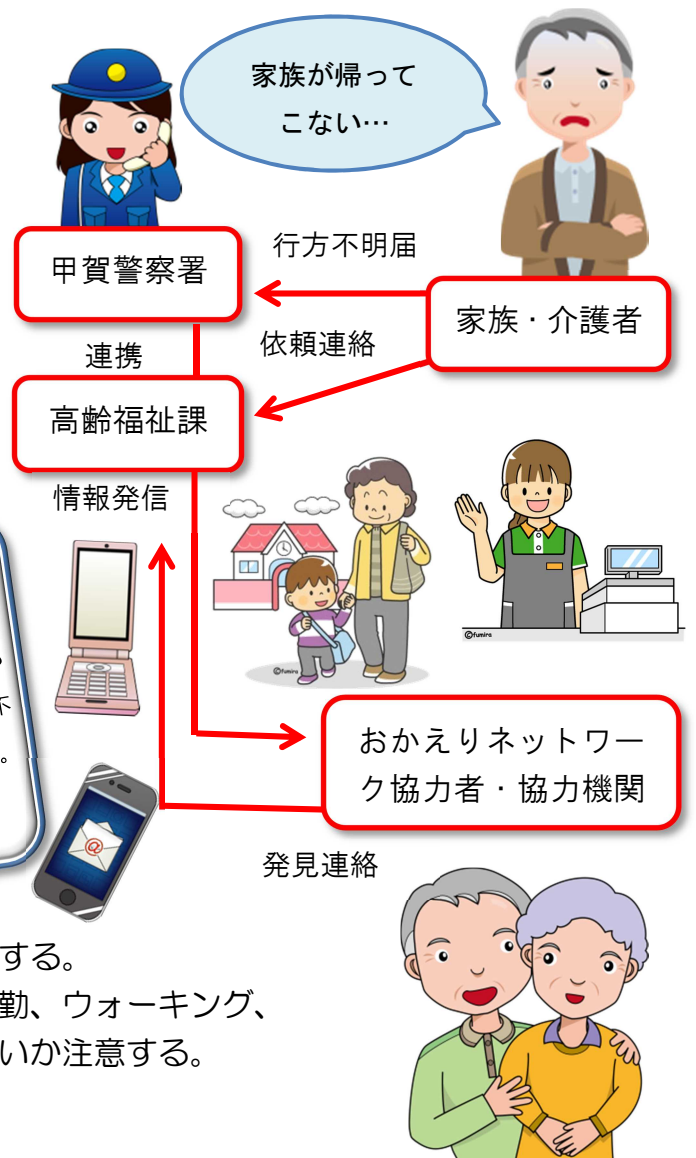 家族が帰って
こない…
行方不明届
甲賀警察署
家族・介護者
連携
依頼連絡
高齢福祉課
情報発信
©fumira
©fumira
不
。
おかえりネットワー
ク協力者・協力機関
発見連絡
する。
勤、ウォーキング、
いか注意する。